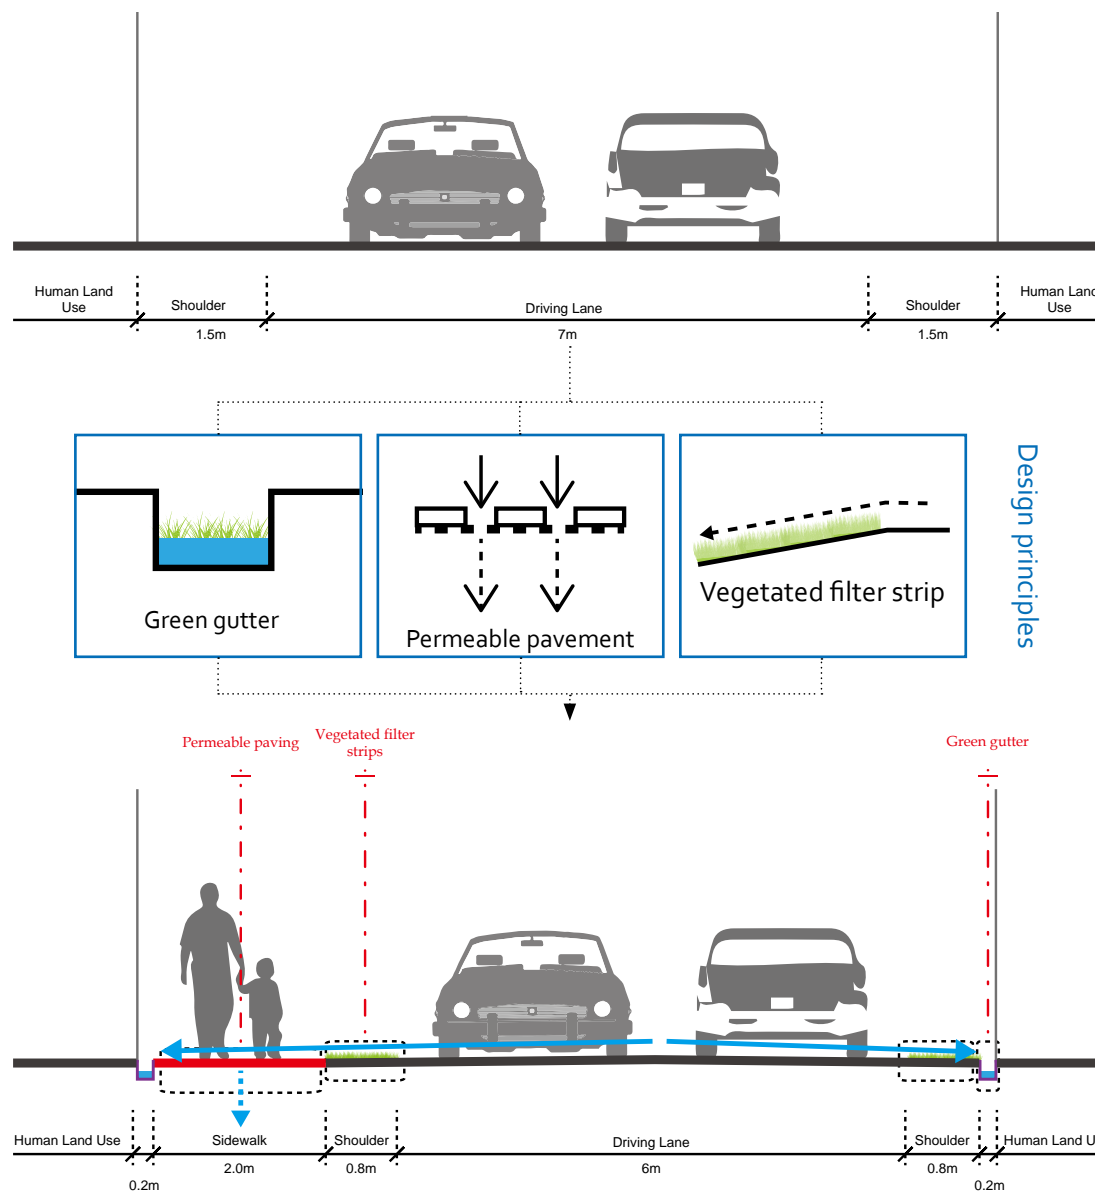 Human Land
Use
Shoulder
Driving Lane
Shoulder
Human Land
Use
1.5m
7m
1.5m
Green gutter
Permeable pavement
Vegetated filter strip
Design principles
Permeable paving
Vegetated filter
strips
Green gutter
Human Land Use
Sidewalk
Shoulder
Driving Lane
Shoulder
Human Land U
2.0m
0.8m
6m
0.8m
0.2m
0.2m